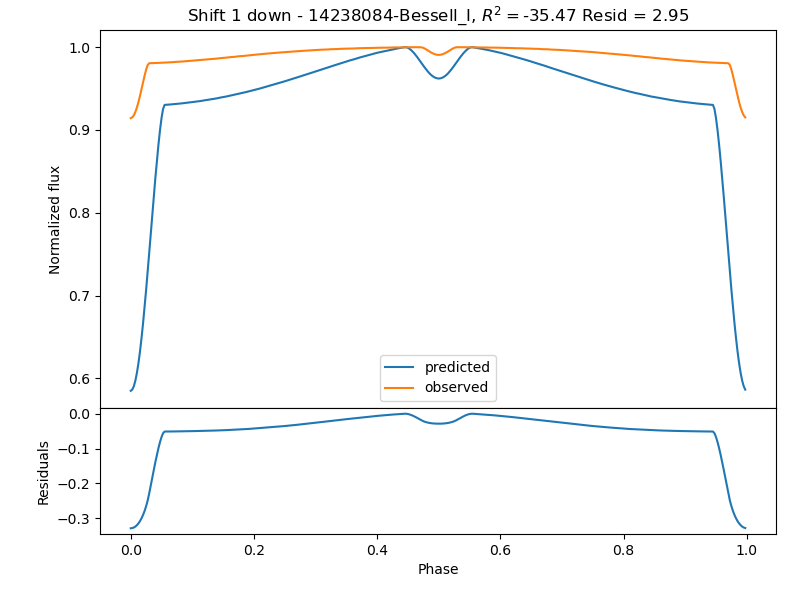 Shift 1 down - 14238084-Bessell_I, R² = -35.47 Resid = 2.95
1.0
0.9
0.8
0.7
0.6
Normalized flux
predicted
observed
0.0
−0.1
−0.2
−0.3
Residuals
0.0 0.2 0.4 0.6 0.8 1.0
Phase